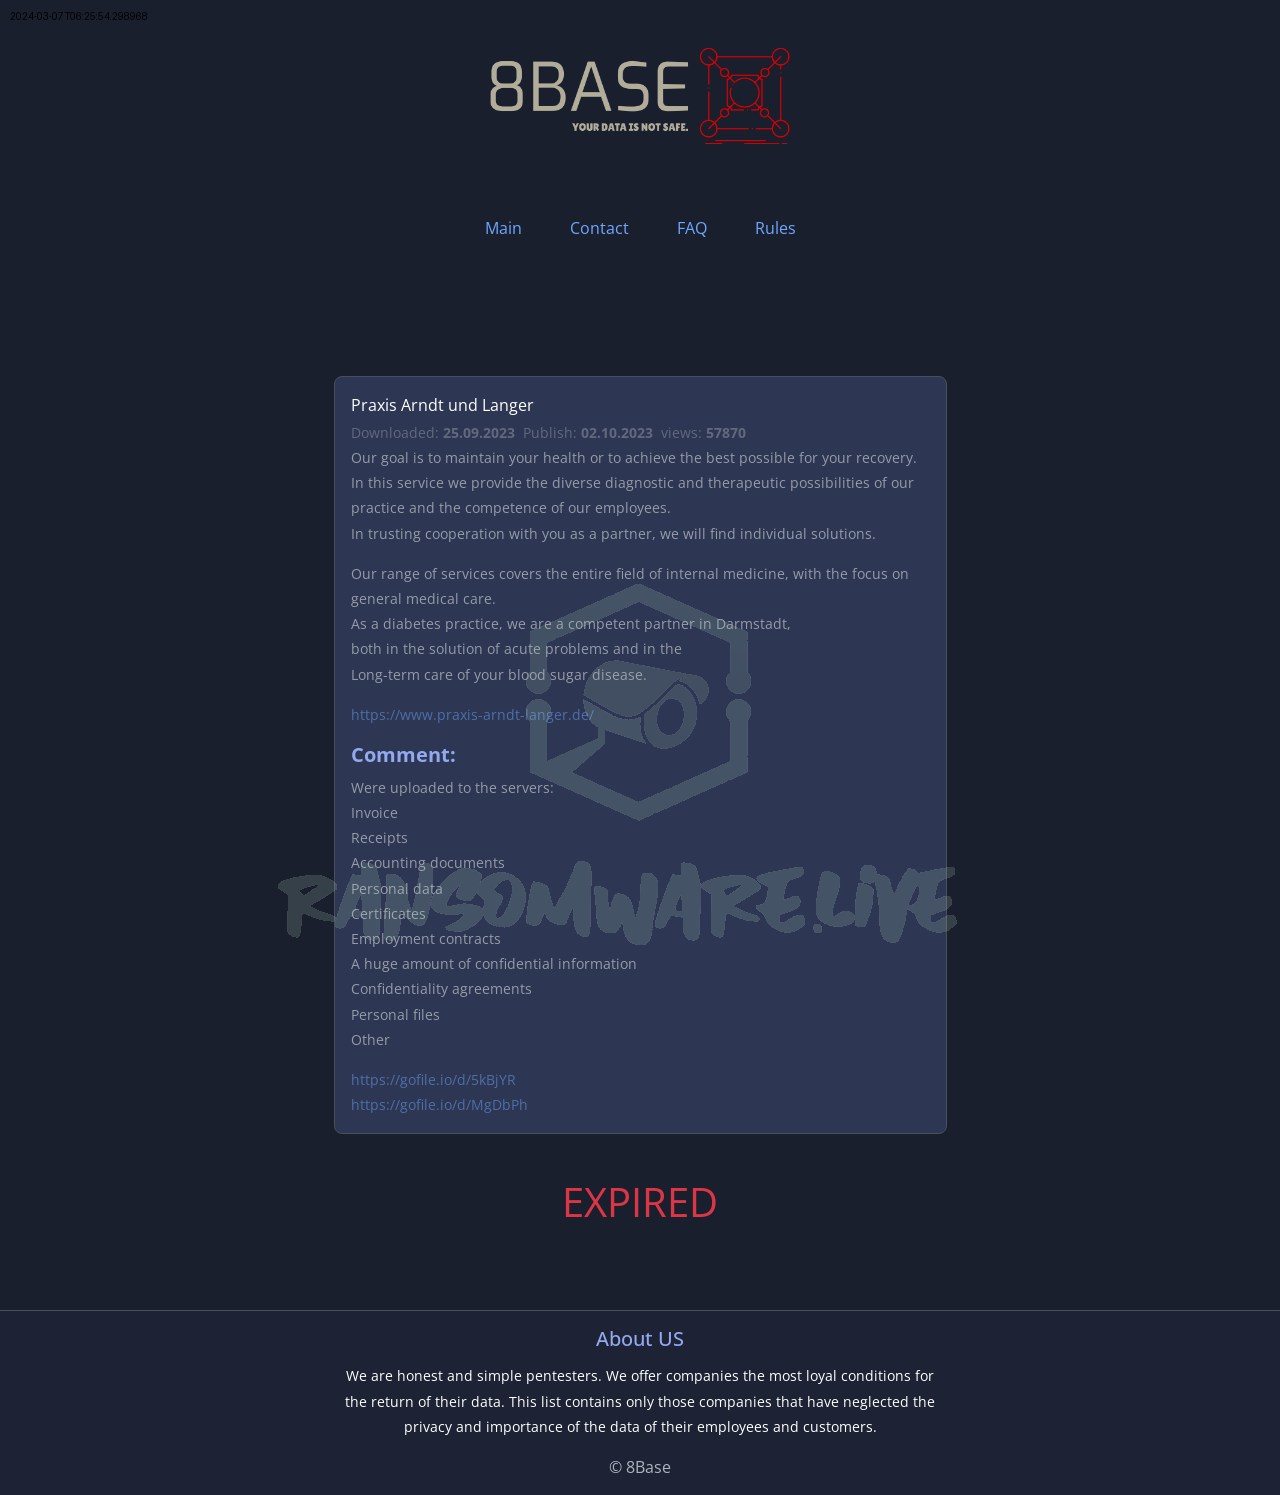 2024-03-07T06:25:54.298968
8BASE
YOUR DATA IS NOT SAFE.
Main Contact FAQ Rules
Praxis Arndt und Langer
Downloaded: 25.09.2023 Publish: 02.10.2023 views: 57870
Our goal is to maintain your health or to achieve the best possible for your recovery.
In this service we provide the diverse diagnostic and therapeutic possibilities of our
practice and the competence of our employees.
In trusting cooperation with you as a partner, we will find individual solutions.
Our range of services covers the entire field of internal medicine, with the focus on
general medical care.
As a diabetes practice, we are a competent partner in Darmstadt,
both in the solution of acute problems and in the
Long-term care of your blood sugar disease.
https://www.praxis-arndt-langer.de/
Comment:
Were uploaded to the servers:
Invoice
Receipts
Accounting documents
Personal data
RANSOMWARE.LIVE
Certificates
Employment contracts
A huge amount of confidential information
Confidentiality agreements
Personal files
Other
https://gofile.io/d/5kBjYR
https://gofile.io/d/MgDbPh
EXPIRED
About US
We are honest and simple pentesters. We offer companies the most loyal conditions for
the return of their data. This list contains only those companies that have neglected the
privacy and importance of the data of their employees and customers.
© 8Base